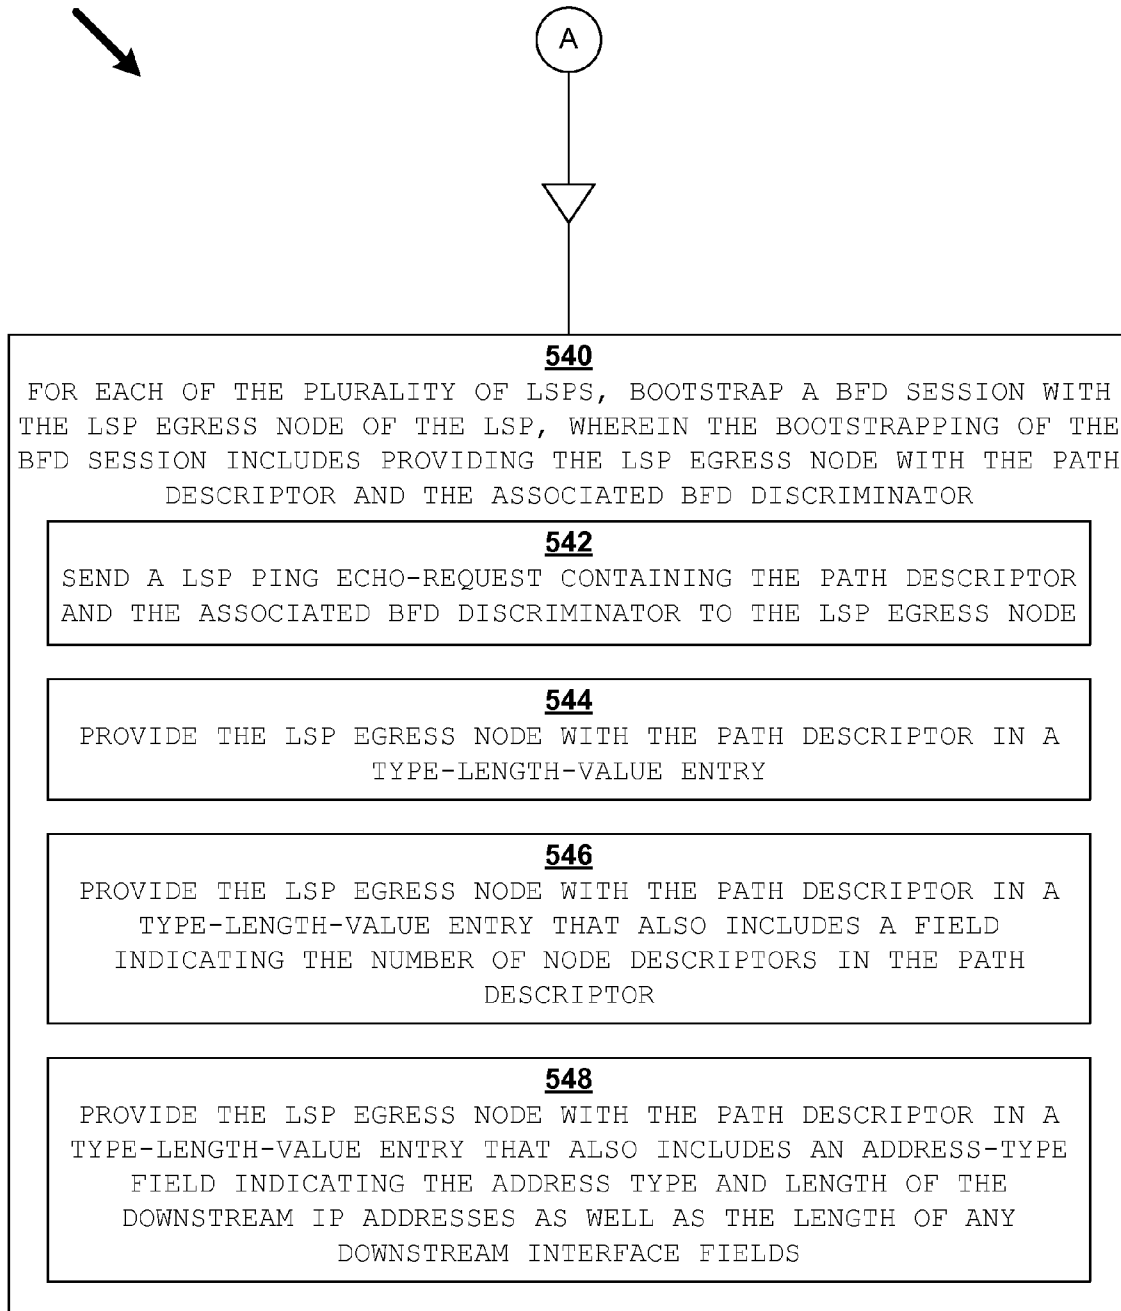 A
540
FOR EACH OF THE PLURALITY OF LSPS, BOOTSTRAP A BFD SESSION WITH
THE LSP EGRESS NODE OF THE LSP, WHEREIN THE BOOTSTRAPPING OF THE
BFD SESSION INCLUDES PROVIDING THE LSP EGRESS NODE WITH THE PATH
DESCRIPTOR AND THE ASSOCIATED BFD DISCRIMINATOR
542
SEND A LSP PING ECHO-REQUEST CONTAINING THE PATH DESCRIPTOR
AND THE ASSOCIATED BFD DISCRIMINATOR TO THE LSP EGRESS NODE
544
PROVIDE THE LSP EGRESS NODE WITH THE PATH DESCRIPTOR IN A
TYPE-LENGTH-VALUE ENTRY
546
PROVIDE THE LSP EGRESS NODE WITH THE PATH DESCRIPTOR IN A
TYPE-LENGTH-VALUE ENTRY THAT ALSO INCLUDES A FIELD
INDICATING THE NUMBER OF NODE DESCRIPTORS IN THE PATH
DESCRIPTOR
548
PROVIDE THE LSP EGRESS NODE WITH THE PATH DESCRIPTOR IN A
TYPE-LENGTH-VALUE ENTRY THAT ALSO INCLUDES AN ADDRESS-TYPE
FIELD INDICATING THE ADDRESS TYPE AND LENGTH OF THE
DOWNSTREAM IP ADDRESSES AS WELL AS THE LENGTH OF ANY
DOWNSTREAM INTERFACE FIELDS